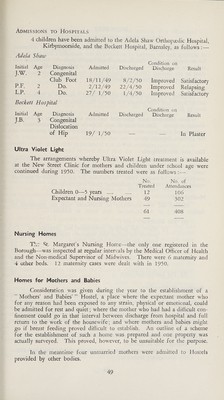 ADMISSIONS TO HOSPITALS
4 children have been admitted to the Adela Shaw Orthopædic Hospital,
Kirbymoorside, and the Beckett Hospital, Barnsley, as follows:—
Adela Shaw
Initial Age Diagnosis Admitted Discharged Condition on Discharge Result
J.W. 2 Congenital
Club Foot 18/11/49 8/2/50 Improved Satisfactory
P.F. 2 Do. 2/12/49 22/4/50 Improved Relapsing
L.P. 4 Do. 27/ 1/50 1/4/50 Improved Satisfactory
Beckett Hospital
Initial Age Diagnosis Admitted Discharged Condition on Discharge Result
J.B. 3 Congenital
Dislocation
of Hip 19/ 1/50 — — In Plaster
Ultra Violet Light
The arrangements whereby Ultra Violet Light treatment is available
at the New Street Clinic for mothers and children under school age were
continued during 1950. The numbers treated were as follows:—
No. Treated No. of Attendances
Children 0—5 years ... 12 106
Expectant and Nursing Mothers 49 302
61 408
Nursing Homes
St. Margaret's Nursing Home—the only one registered in the
Borough—was inspected at regular intervals by the Medical Officer of Health
and the Non-medical Supervisor of Midwives. There were 6 maternity and
4 other beds. 12 maternity cases were dealt with in 1950.
Homes for Mothers and Babies
Consideration was given during the year to the establishment of a
"Mothers' and Babies'" Hostel, a place where the expectant mother who
for any reason had been exposed to any strain, physical or emotional, could
be admitted for rest and quiet; where the mother who had had a difficult con-
finement could go in that interval between discharge from hospital and full
return to the work of the housewife; and where mothers and babies might
go if breast feeding proved difficult to establish. An outline of a scheme
for the establishment of such a home was prepared and one property was
actually surveyed. This proved, however, to be unsuitable for the purpose.
In the meantime four unmarried mothers were admitted to Hostels
provided by other bodies.
49